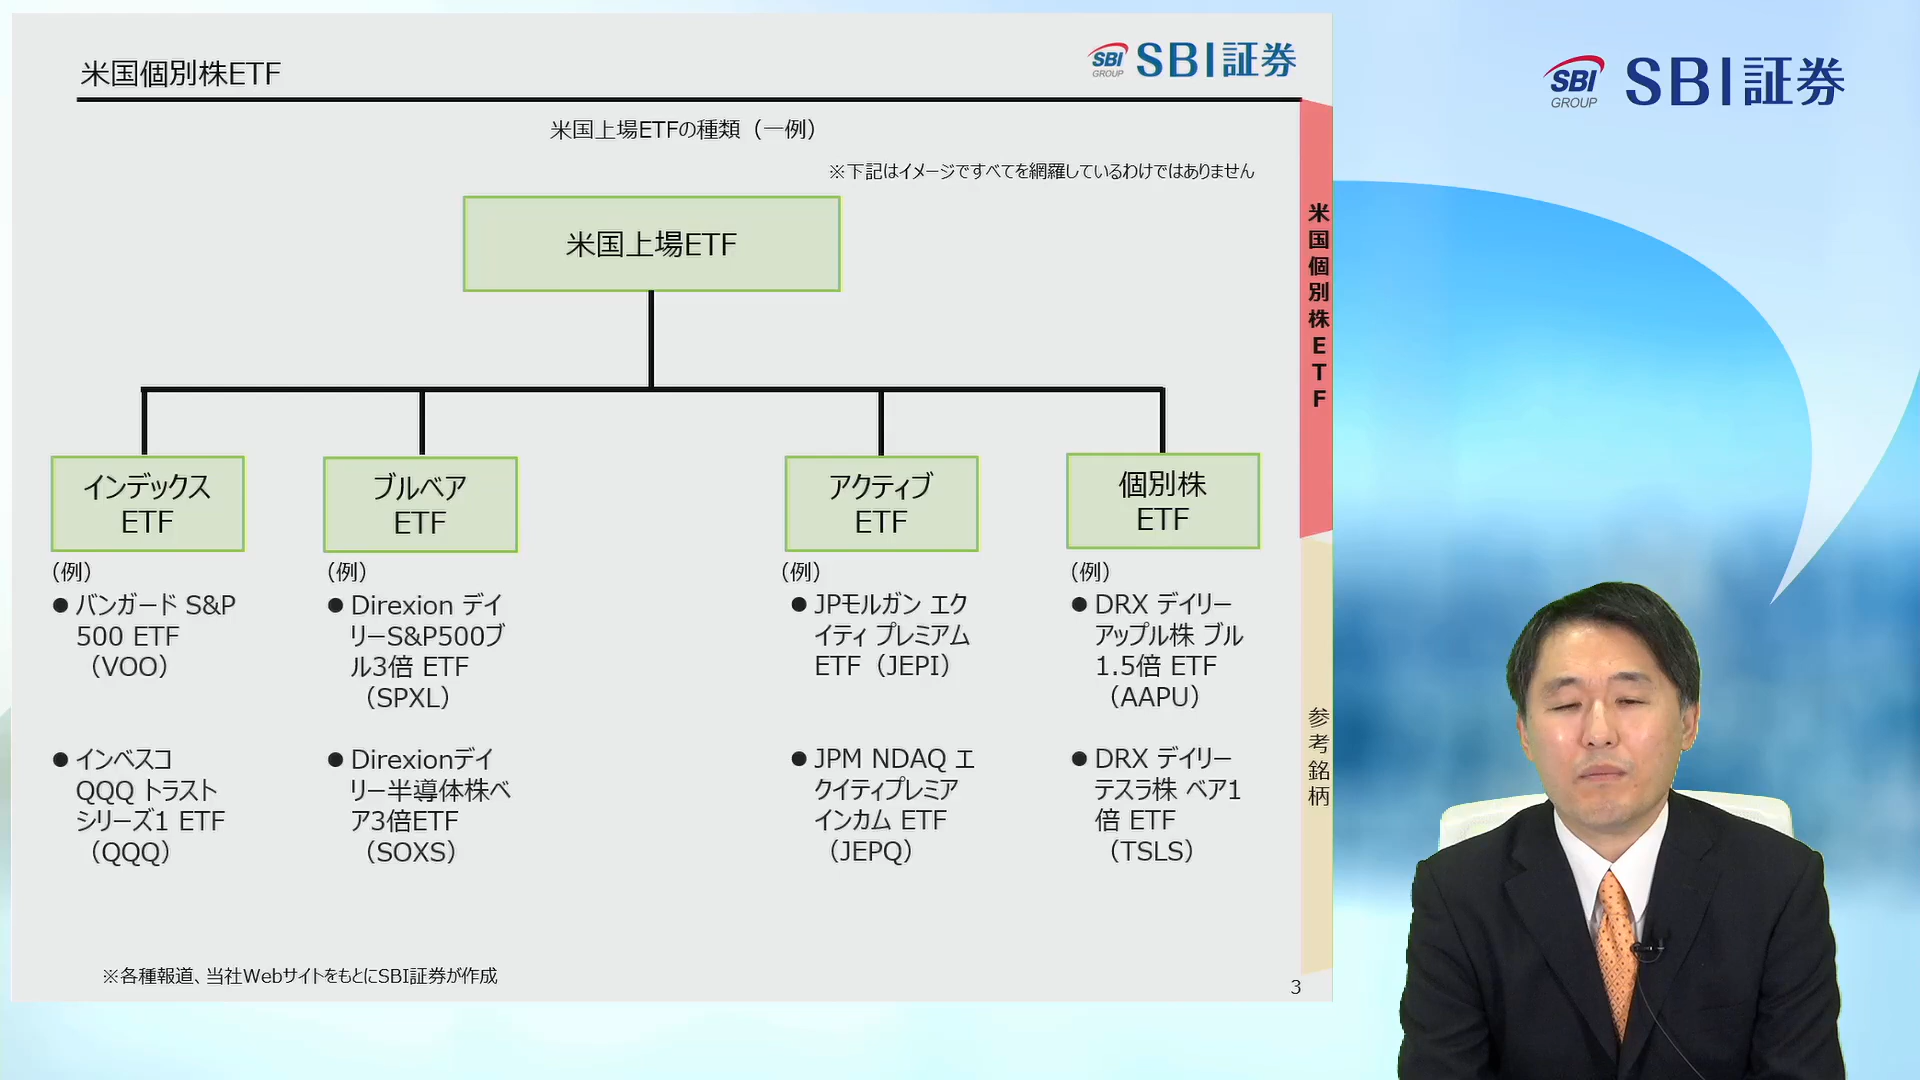 米国個別株ETF
SBI GROUP SBI証券
米国上場ETFの種類（一例）
※下記はイメージですべてを網羅しているわけではありません
米国上場ETF
インデックス
ETF
（例）
● バンガード S&P
500 ETF
（VOO）
● インベスコ
QQQ トラスト
シリーズ1 ETF
（QQQ）
ブルベア
ETF
（例）
● Direxion デイ
リーS&P500ブ
ル3倍 ETF
（SPXL）
● Direxionデイ
リー半導体株ベ
ア3倍ETF
（SOXS）
アクティブ
ETF
（例）
● JPモルガン エク
イティ プレミアム
ETF（JEPI）
● JPM NDAQ エ
クイティプレミア
インカム ETF
（JEPQ）
個別株
ETF
（例）
● DRX デイリー
アップル株 ブル
1.5倍 ETF
（AAPU）
● DRX デイリー
テスラ株 ベア1
倍 ETF
（TSLS）
※各種報道、当社WebサイトをもとにSBI証券が作成
3
米国個別株ETF
参考銘柄
SBI GROUP SBI証券